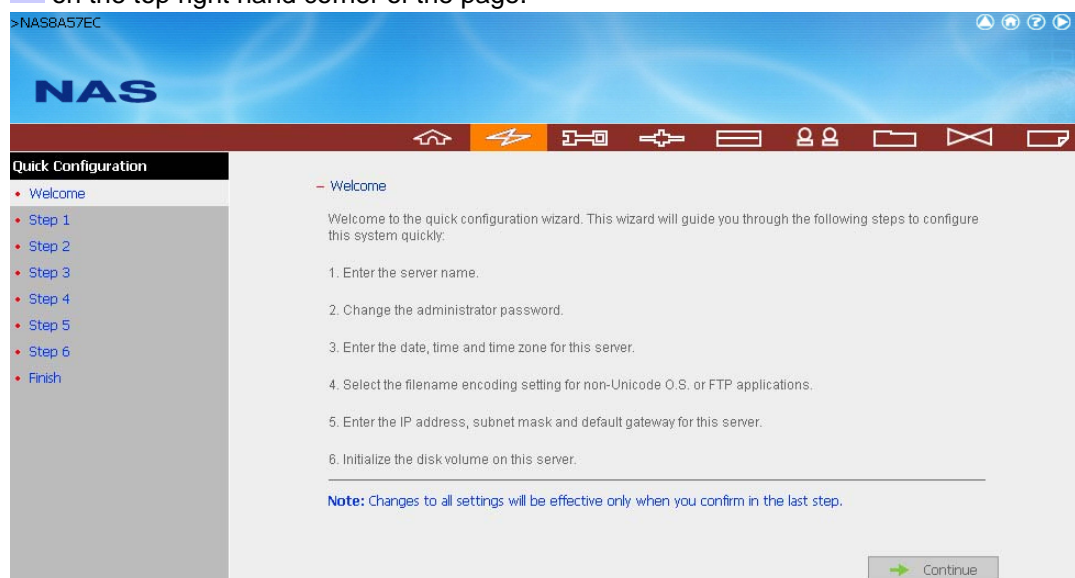 on the top right hand corner of the page.
>NAS8A57EC
NAS
Quick Configuration
• Welcome
• Step 1
• Step 2
• Step 3
• Step 4
• Step 5
• Step 6
• Finish
– Welcome
Welcome to the quick configuration wizard. This wizard will guide you through the following steps to configure
this system quickly:
1. Enter the server name.
2. Change the administrator password.
3. Enter the date, time and time zone for this server.
4. Select the filename encoding setting for non-Unicode O.S. or FTP applications.
5. Enter the IP address, subnet mask and default gateway for this server.
6. Initialize the disk volume on this server.
Note: Changes to all settings will be effective only when you confirm in the last step.
Continue